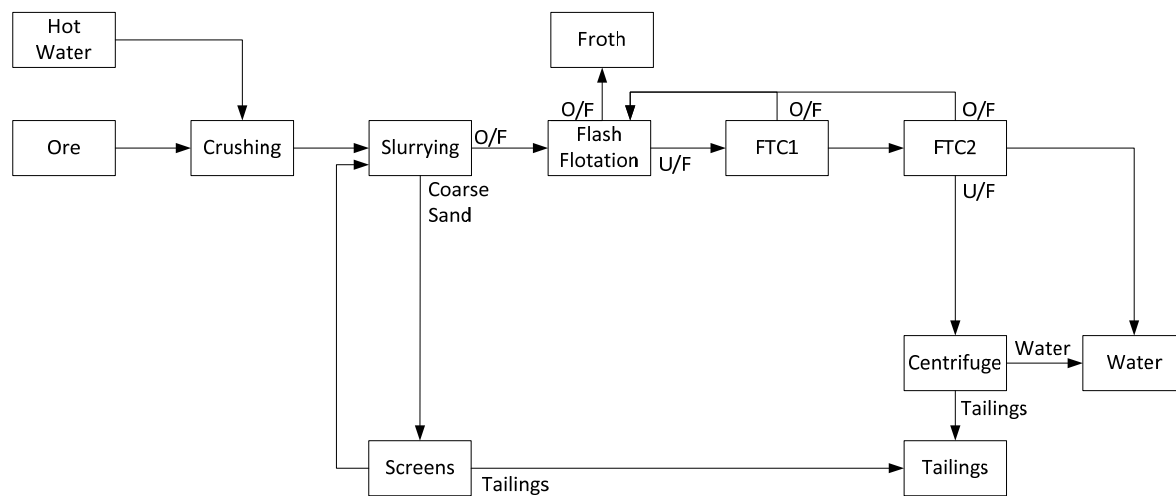 Hot
Water
Froth
O/F
O/F
O/F
Ore
Crushing
Slurrying
O/F
Flash
Flotation
U/F
FTC1
FTC2
Coarse
Sand
U/F
Centrifuge
Water
Water
Tailings
Screens
Tailings
Tailings